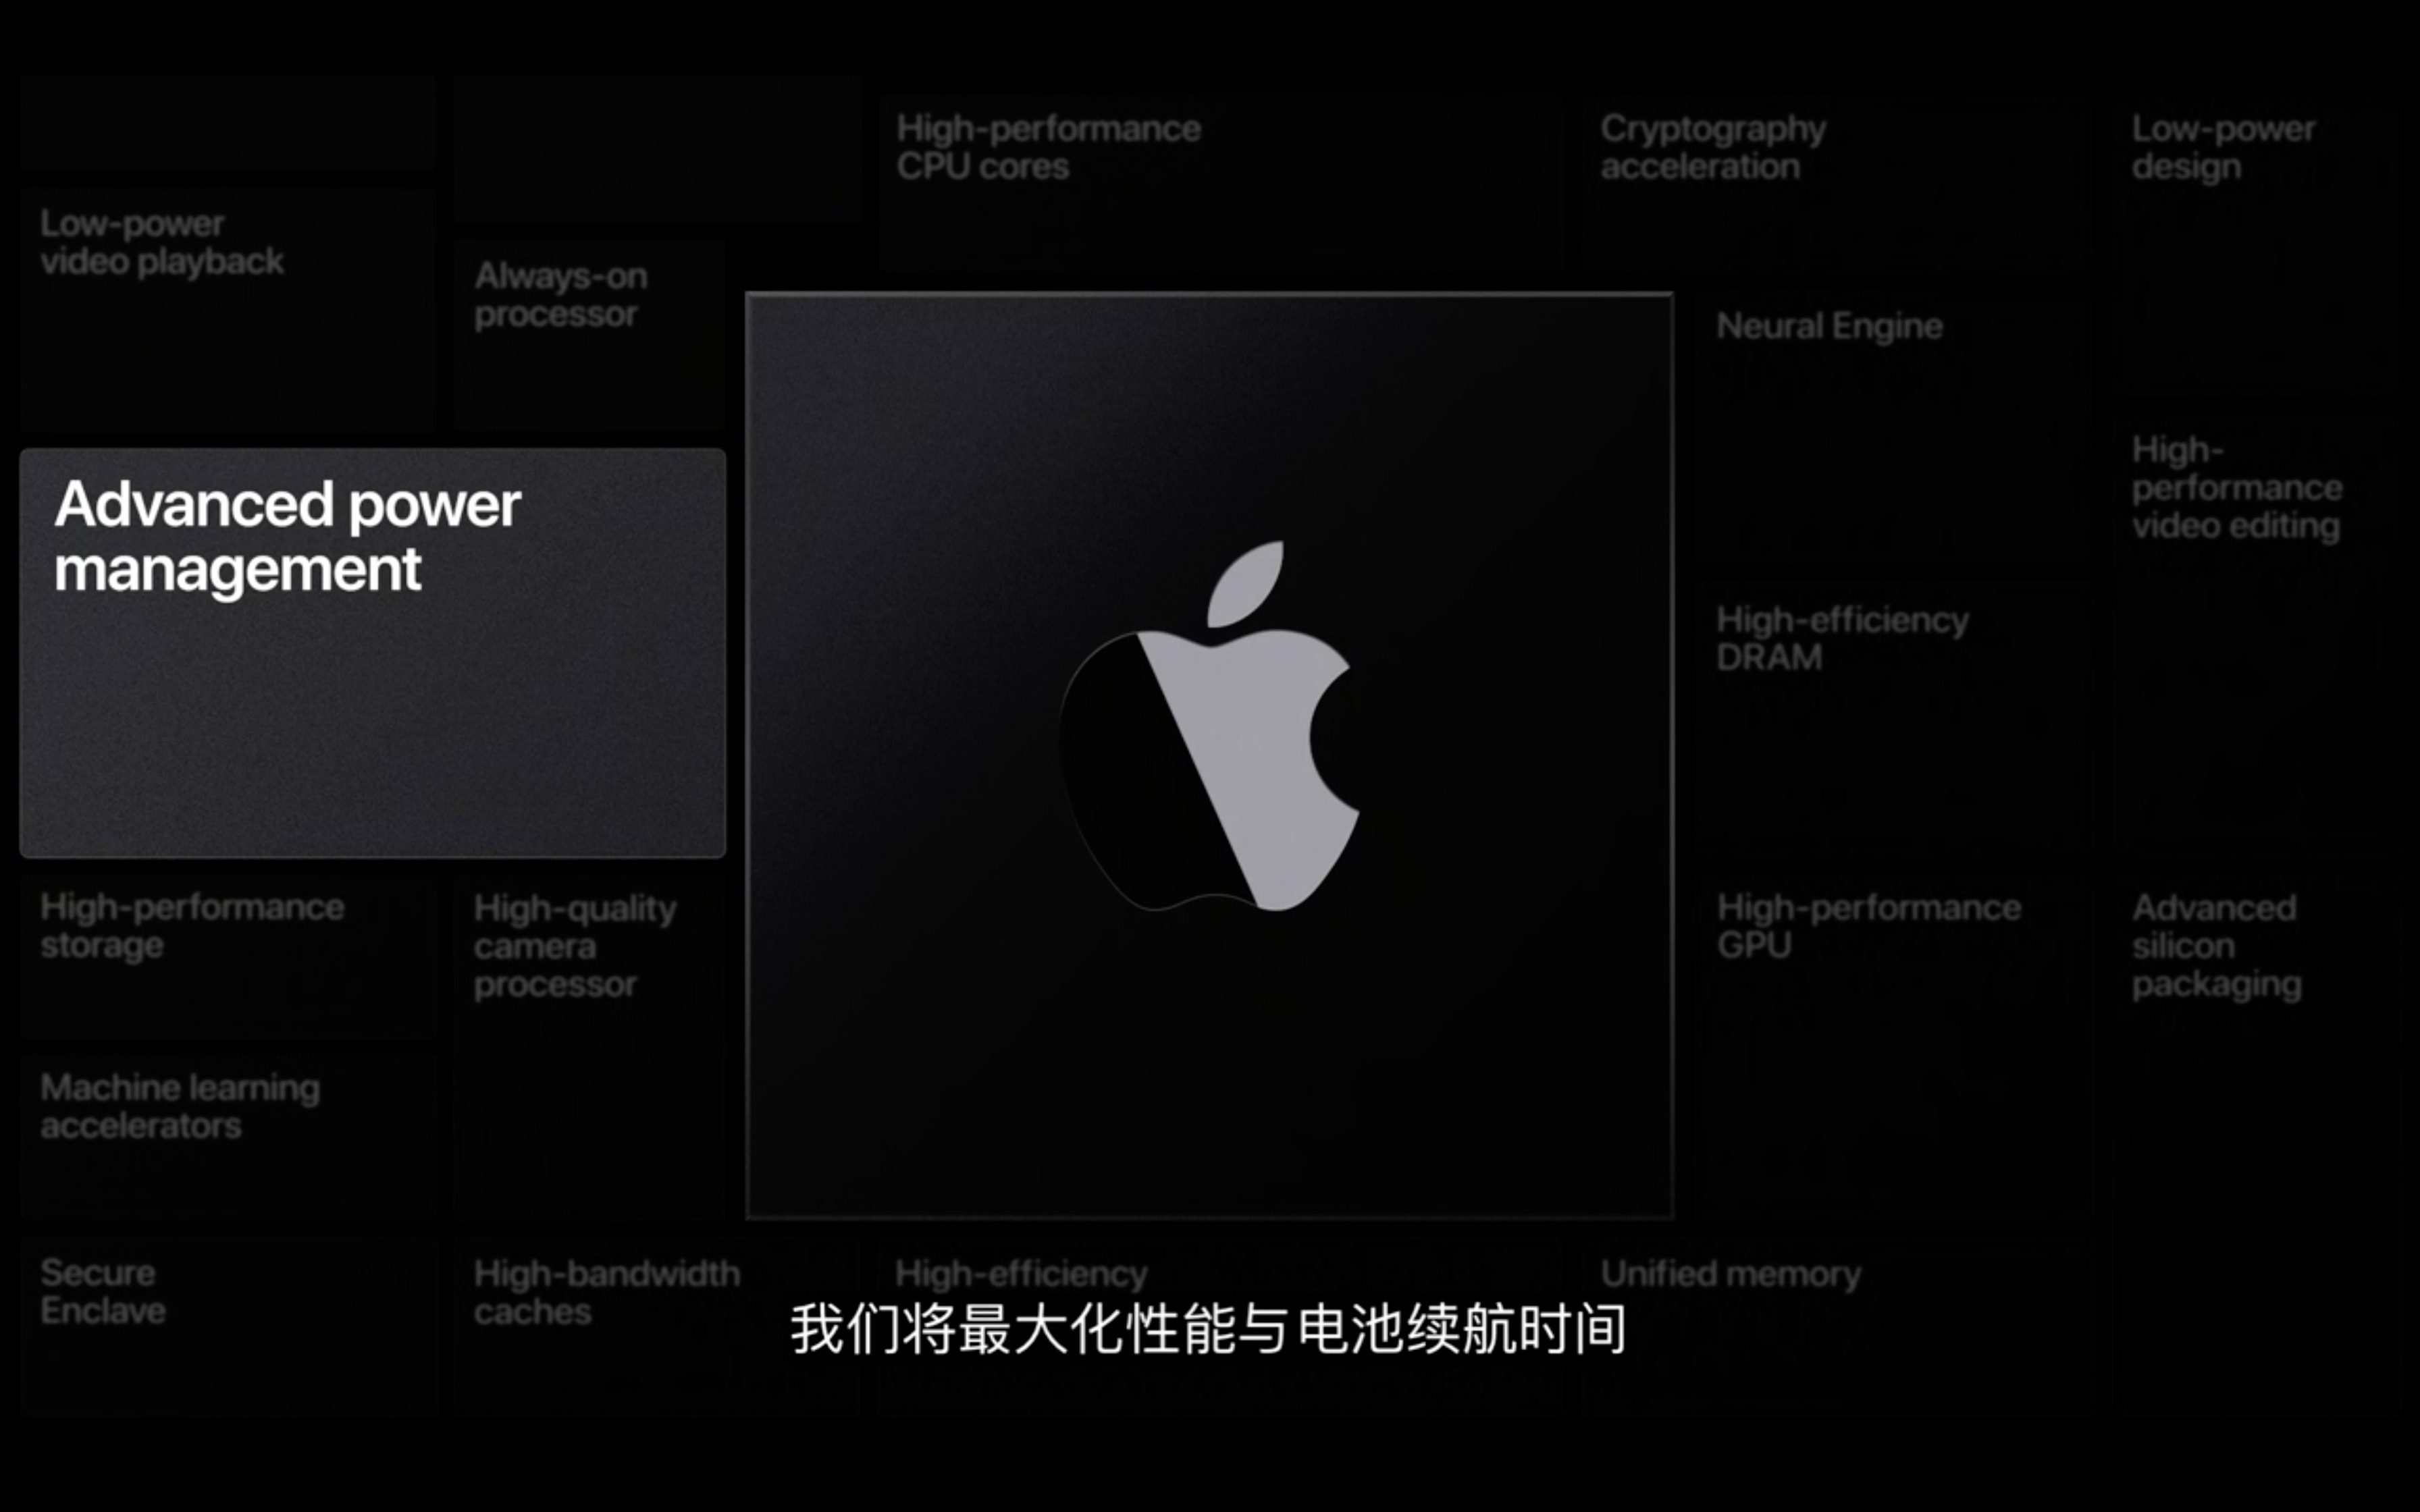 High-performance
CPU cores
Cryptography
acceleration
Low-power
design
Low-power
video playback
Always-on
processor
Neural Engine
Advanced power
management
High-
performance
video editing
High-efficiency
DRAM
High-performance
storage
High-quality
camera
processor
High-performance
GPU
Advanced
silicon
packaging
Machine learning
accelerators
Secure
Enclave
High-bandwidth
caches
High-efficiency
Unified memory
我们将最大化性能与电池续航时间